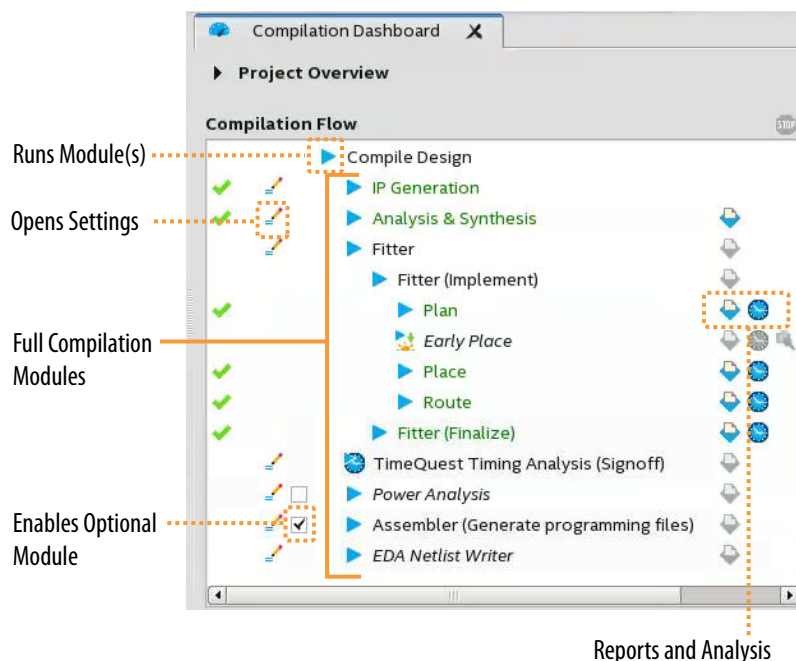 Compilation Dashboard
Project Overview
Compilation Flow
STOP
Runs Module(s)
Compile Design
IP Generation
Opens Settings
Analysis & Synthesis
Fitter
Fitter (Implement)
Plan
Full Compilation
Modules
Early Place
Place
Route
Fitter (Finalize)
TimeQuest Timing Analysis (Signoff)
Power Analysis
Enables Optional
Module
Assembler (Generate programming files)
EDA Netlist Writer
Reports and Analysis